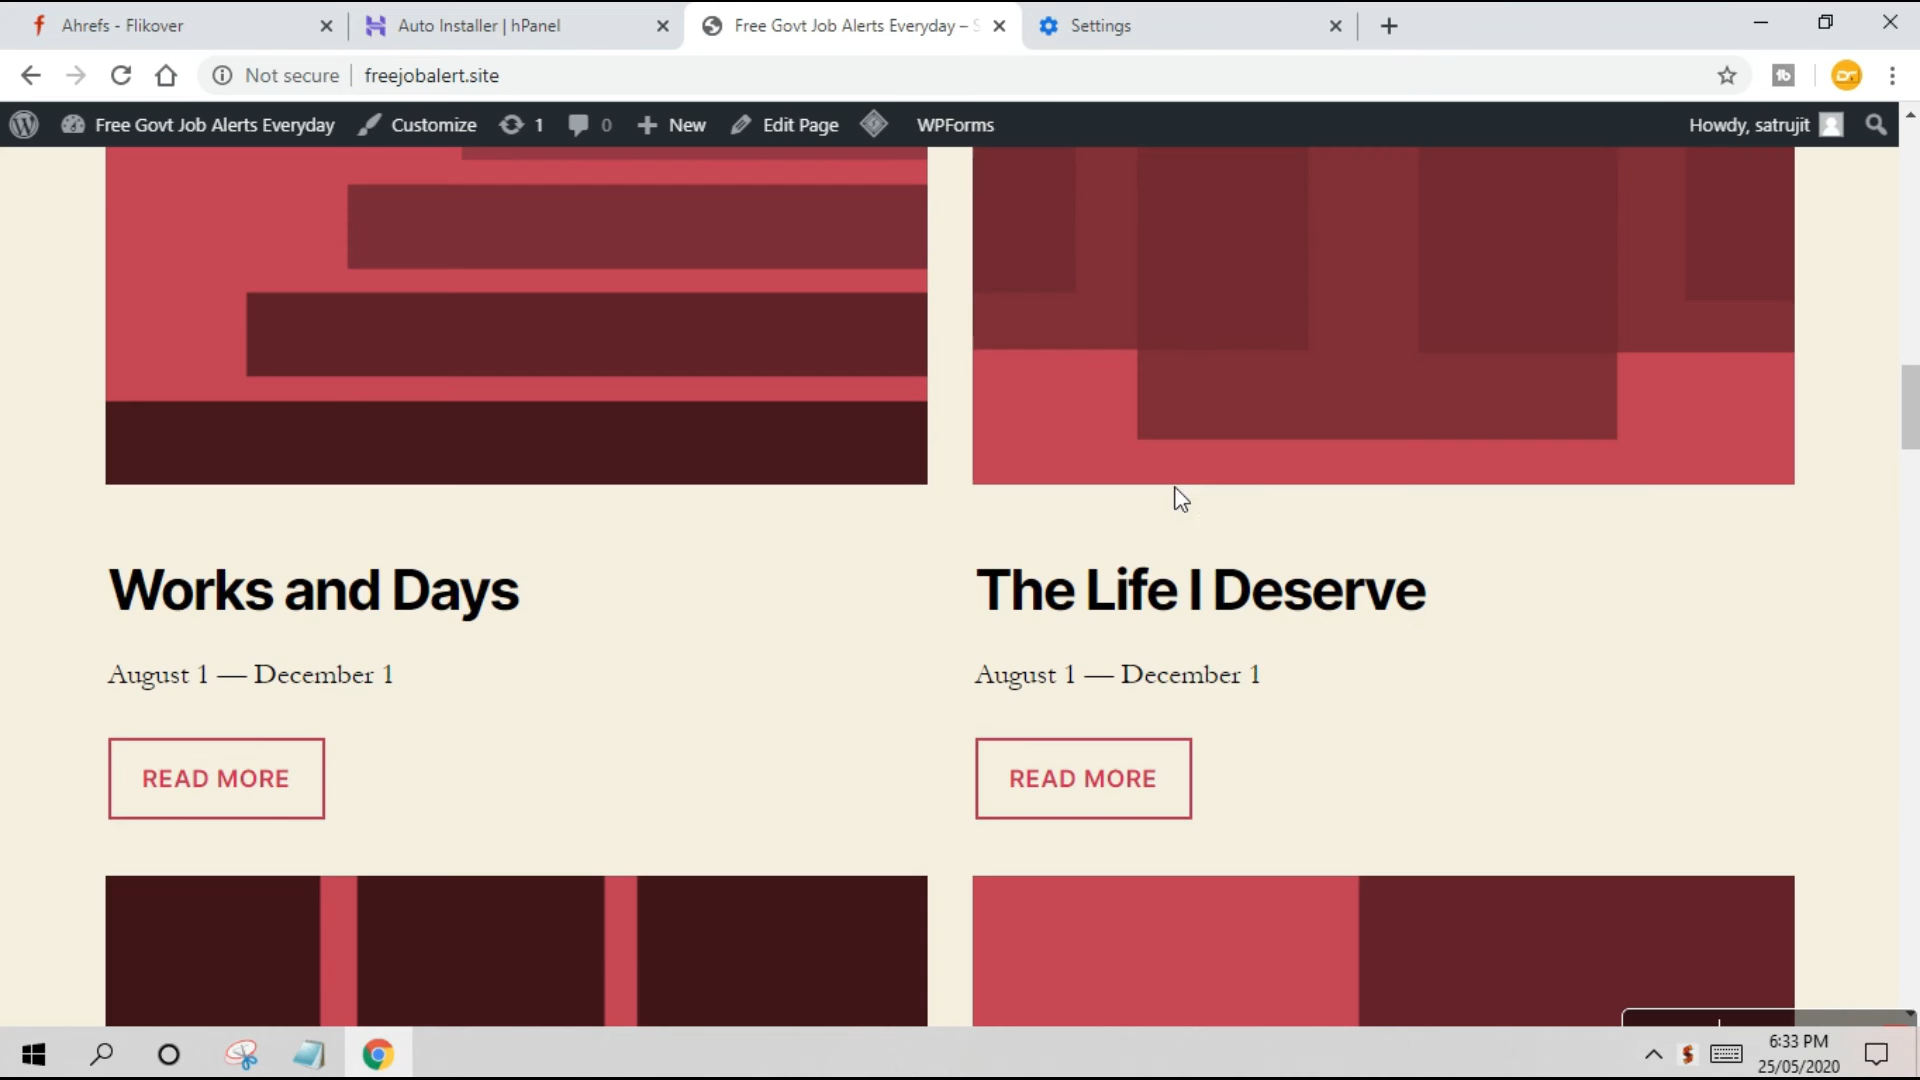 Ahrefs - Flikover
Auto Installer | hPanel
Free Govt Job Alerts Everyday – S
Settings
Not secure
freejobalert.site
Free Govt Job Alerts Everyday
Customize
1
0
New
Edit Page
WPForms
Howdy, satrujit
Works and Days
The Life I Deserve
August 1 — December 1
August 1 — December 1
READ MORE
READ MORE
6:33 PM
25/05/2020